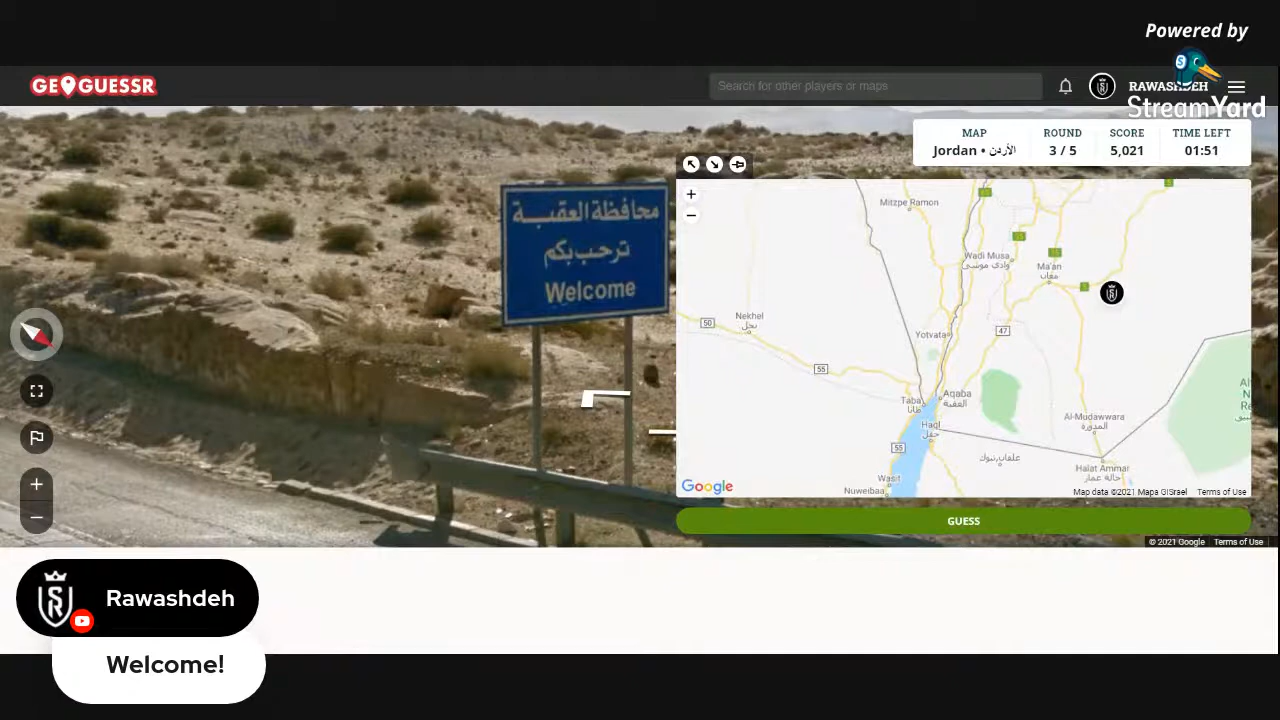 Powered by
StreamYard
GEOGUESSR
Search for other players or maps
RAWASHDEH
MAP
Jordan • الأردن
ROUND
3 / 5
SCORE
5,021
TIME LEFT
01:51
محافظة العقبة
ترحب بكم
Welcome
Mitzpe Ramon
Wadi Musa
وادي موسى
Ma'an
معان
Nekhel
نخل
50
Yotvata
47
55
Taba
طابا
Aqaba
العقبة
Haql
حقل
55
Al-Mudawwara
المدورة
علقان، تبوك
Halat Ammar
حالة عمار
Wasit
واسط
Nuweibaa
Google
Map data ©2021 Mapa GISrael
Terms of Use
GUESS
© 2021 Google
Terms of Use
Rawashdeh
Welcome!